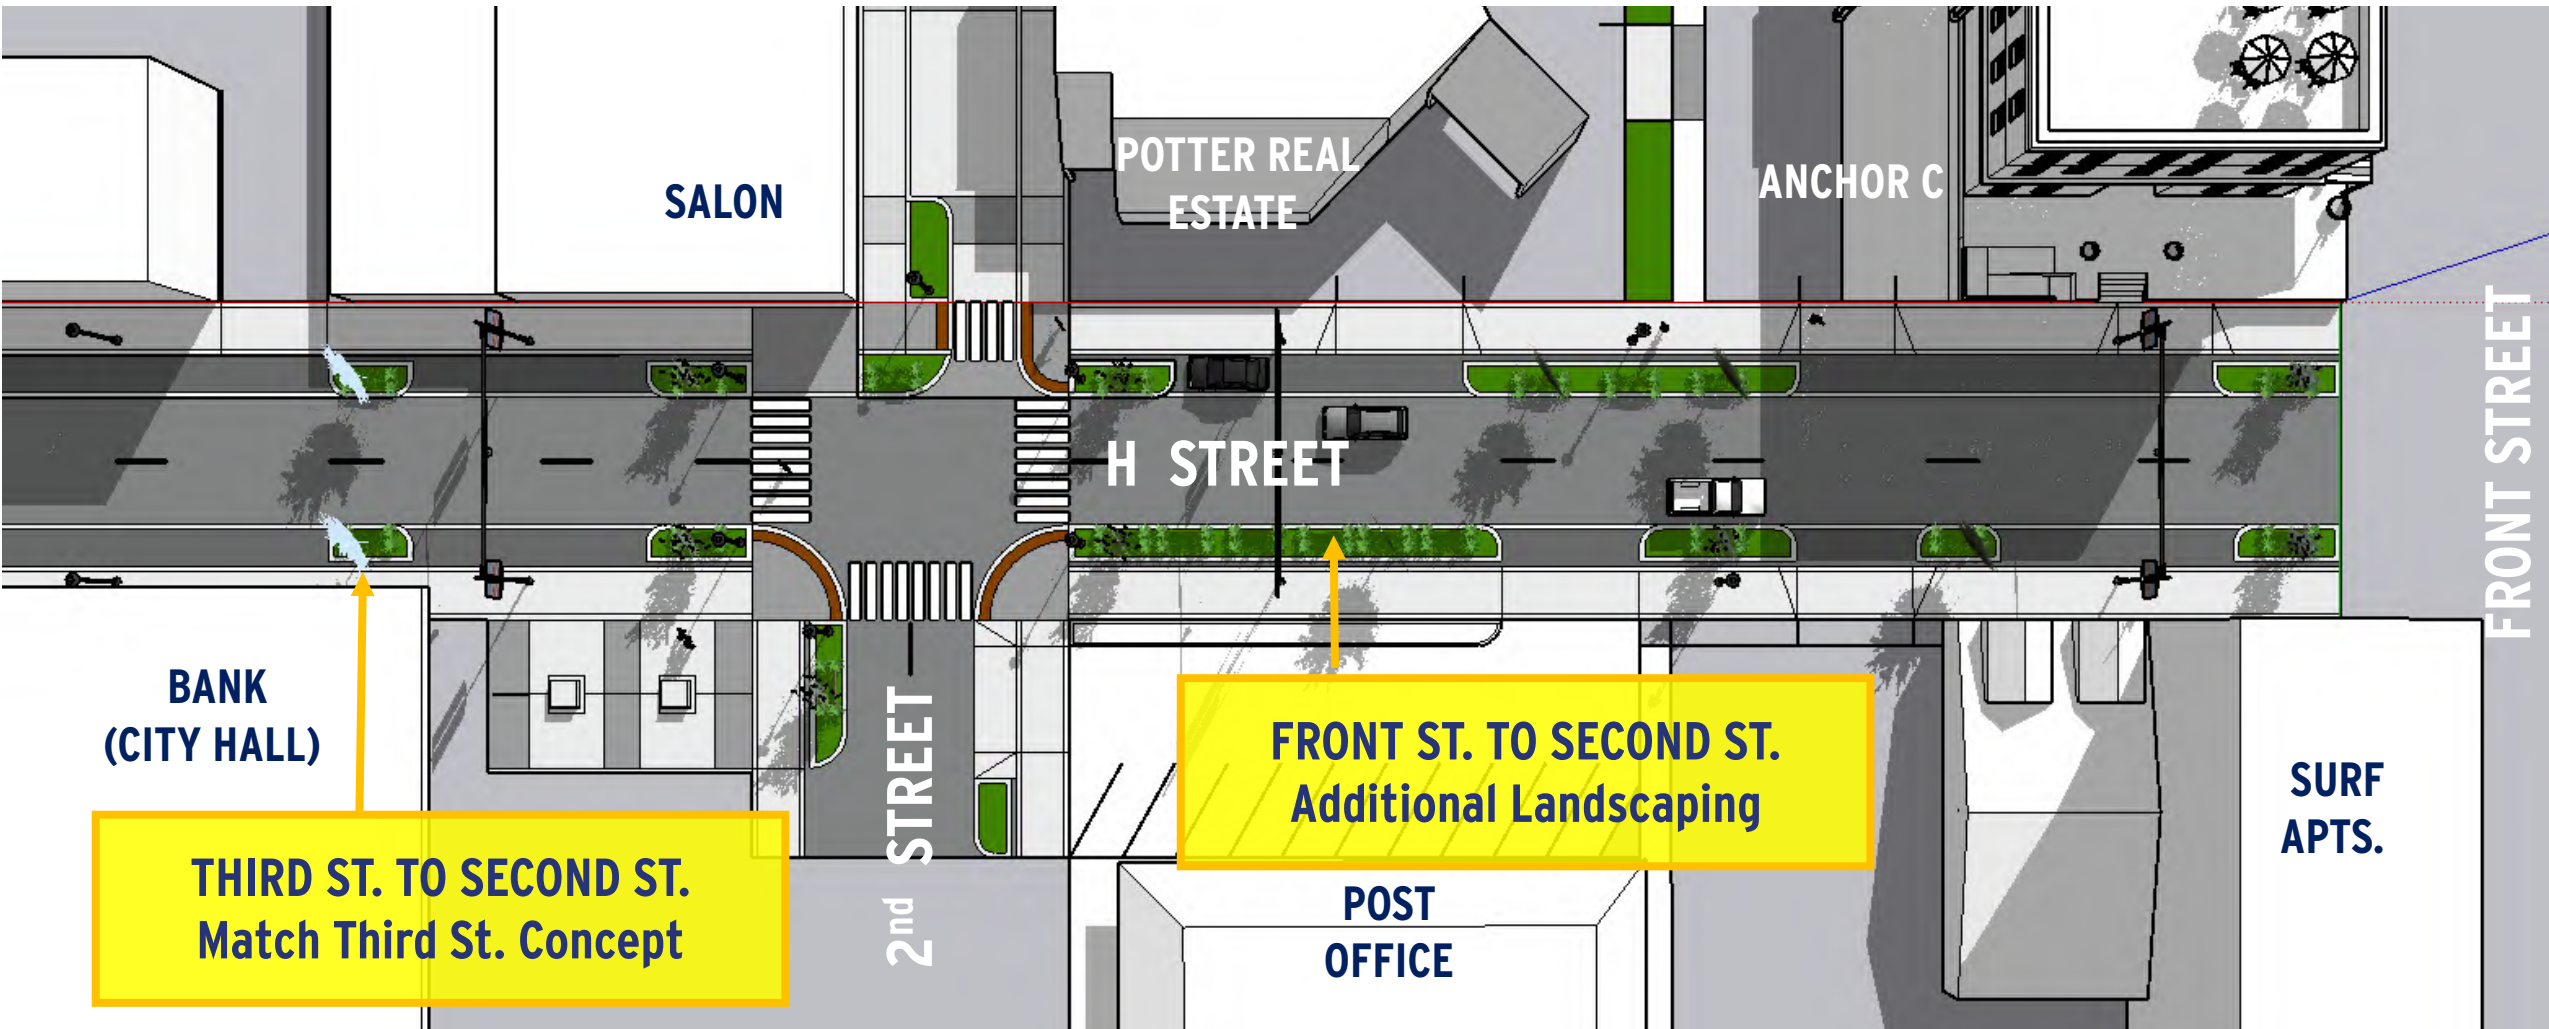 POTTER REAL
ESTATE
SALON
ANCHOR C
H STREET
FRONT STREET
BANK
(CITY HALL)
2nd STREET
FRONT ST. TO SECOND ST.
Additional Landscaping
SURF
APTS.
THIRD ST. TO SECOND ST.
Match Third St. Concept
POST
OFFICE